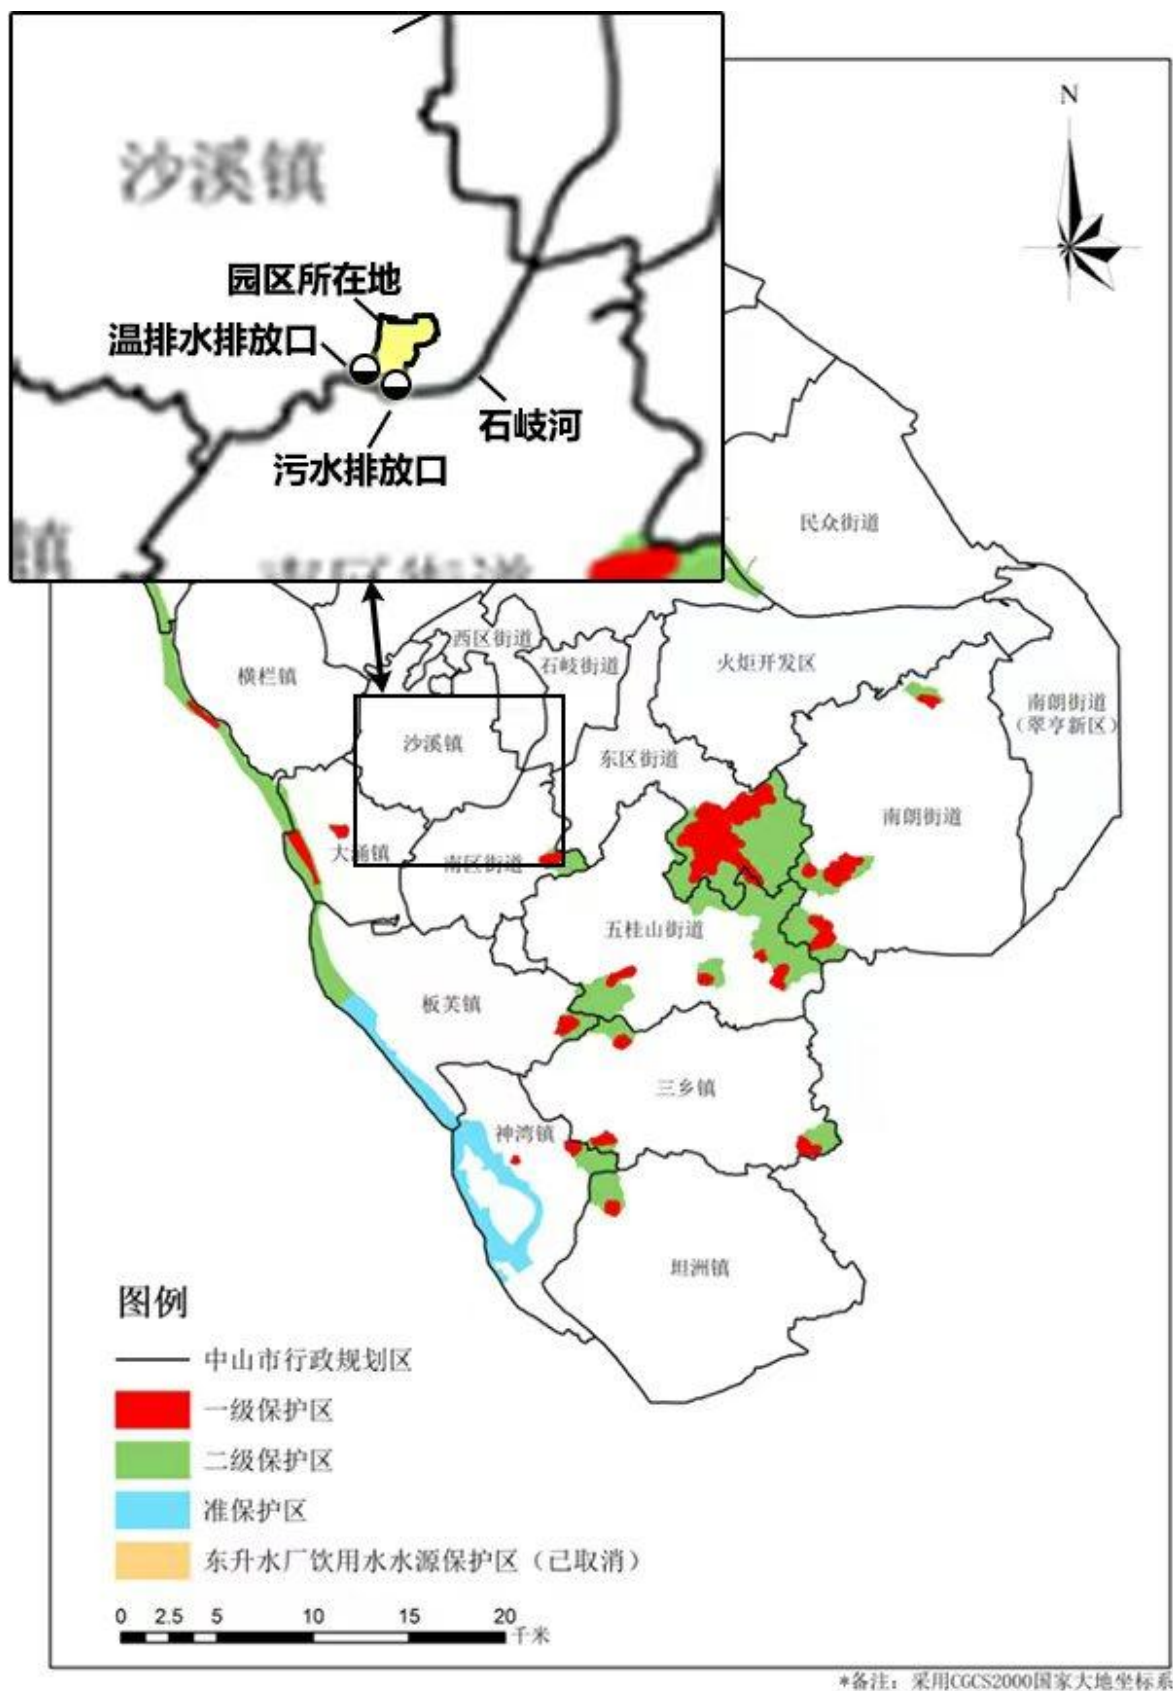 沙溪镇
园区所在地
温排水排放口
石岐河
污水排放口
镇
南区街道
N
民众街道
西区街道
石岐街道
横栏镇
火炬开发区
南朗街道
（翠亨新区）
沙溪镇
东区街道
南朗街道
大涌镇
南区街道
五桂山街道
板芙镇
三乡镇
神湾镇
坦洲镇
图例
中山市行政规划区
一级保护区
二级保护区
准保护区
东升水厂饮用水水源保护区（已取消）
0 2.5 5 10 15 20
千米
*备注：采用CGCS2000国家大地坐标系